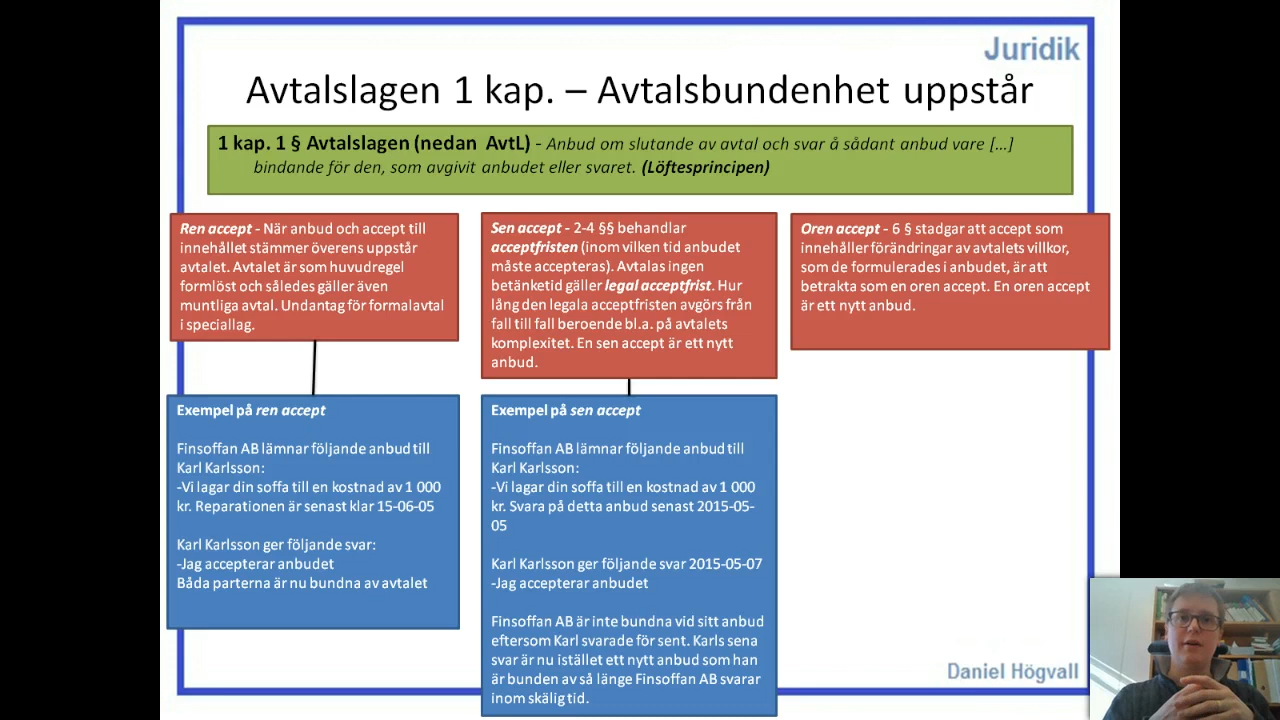 Juridik
Avtalslagen 1 kap. – Avtalsbundenhet uppstår
1 kap. 1 § Avtalslagen (nedan AvtL) - Anbud om slutande av avtal och svar å sådant anbud vare […]
bindande för den, som avgivit anbudet eller svaret. (Löftesprincipen)
Ren accept - När anbud och accept till
innehållet stämmer överens uppstår
avtalet. Avtalet är som huvudregel
formlöst och således gäller även
muntliga avtal. Undantag för formalavtal
i speciallag.
Sen accept - 2-4 §§ behandlar
acceptfristen (inom vilken tid anbudet
måste accepteras). Avtalas ingen
betänketid gäller legal acceptfrist. Hur
lång den legala acceptfristen avgörs från
fall till fall beroende bl.a. på avtalets
komplexitet. En sen accept är ett nytt
anbud.
Oren accept - 6 § stadgar att accept som
innehåller förändringar av avtalets villkor,
som de formulerades i anbudet, är att
betrakta som en oren accept. En oren accept
är ett nytt anbud.
Exempel på ren accept
Finsoffan AB lämnar följande anbud till
Karl Karlsson:
-Vi lagar din soffa till en kostnad av 1 000
kr. Reparationen är senast klar 15-06-05
Karl Karlsson ger följande svar:
-Jag accepterar anbudet
Båda parterna är nu bundna av avtalet
Exempel på sen accept
Finsoffan AB lämnar följande anbud till
Karl Karlsson:
-Vi lagar din soffa till en kostnad av 1 000
kr. Svara på detta anbud senast 2015-05-
05
Karl Karlsson ger följande svar 2015-05-07
-Jag accepterar anbudet
Finsoffan AB är inte bundna vid sitt anbud
eftersom Karl svarade för sent. Karls sena
svar är nu istället ett nytt anbud som han
är bunden av så länge Finsoffan AB svarar
inom skälig tid.
Daniel Högvall